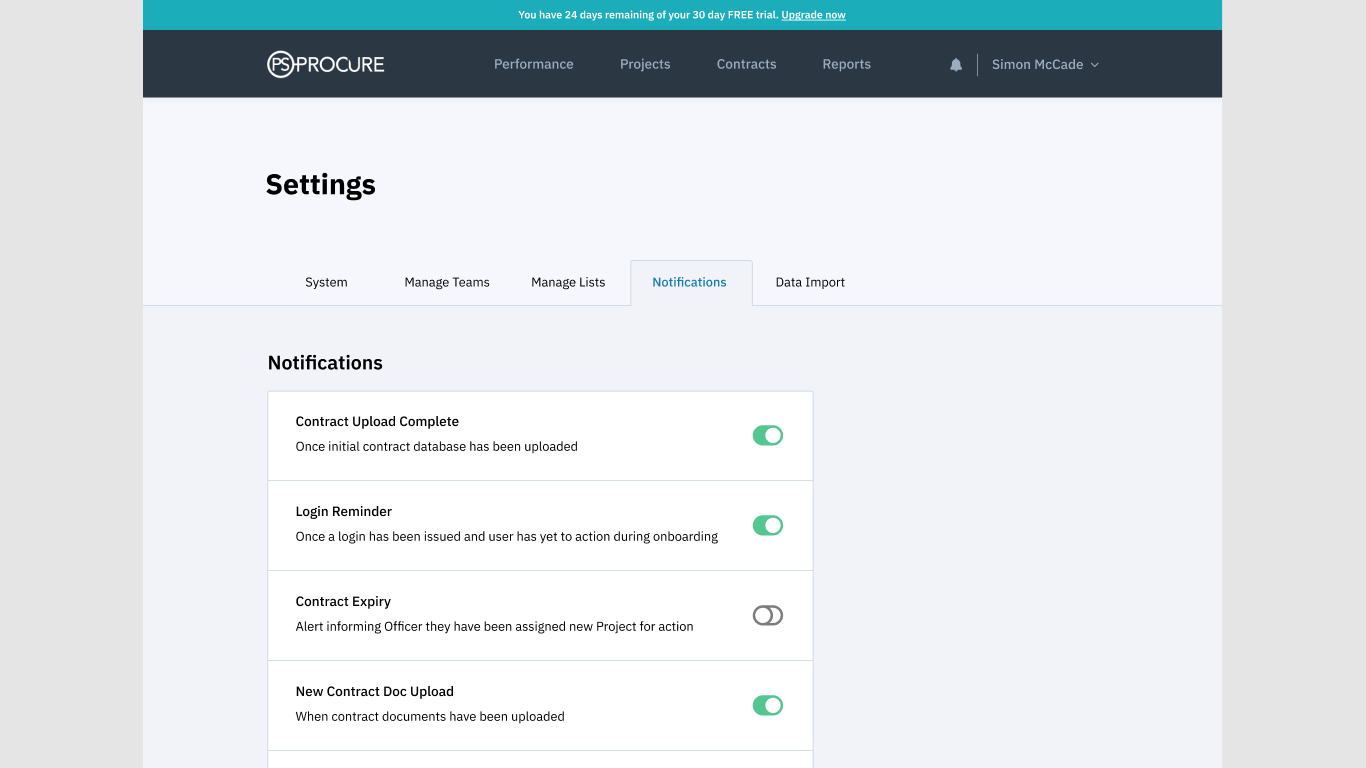 You have 24 days remaining of your 30 day FREE trial. Upgrade now
PSPROCURE
Performance
Projects
Contracts
Reports
Simon McCade
Settings
System
Manage Teams
Manage Lists
Notifications
Data Import
Notifications
Contract Upload Complete
Once initial contract database has been uploaded
Login Reminder
Once a login has been issued and user has yet to action during onboarding
Contract Expiry
Alert informing Officer they have been assigned new Project for action
New Contract Doc Upload
When contract documents have been uploaded